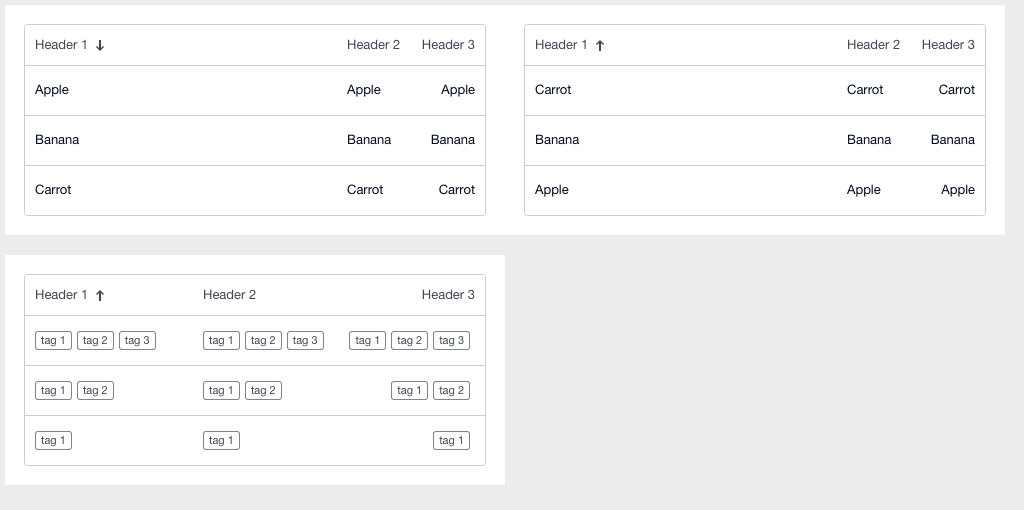 Header 1 Header 2 Header 3
Apple Apple Apple
Banana Banana Banana
Carrot Carrot Carrot
Header 1 Header 2 Header 3
Carrot Carrot Carrot
Banana Banana Banana
Apple Apple Apple
Header 1 Header 2 Header 3
tag 1 tag 2 tag 3 tag 1 tag 2 tag 3 tag 1 tag 2 tag 3
tag 1 tag 2 tag 1 tag 2 tag 1 tag 2
tag 1 tag 1 tag 1